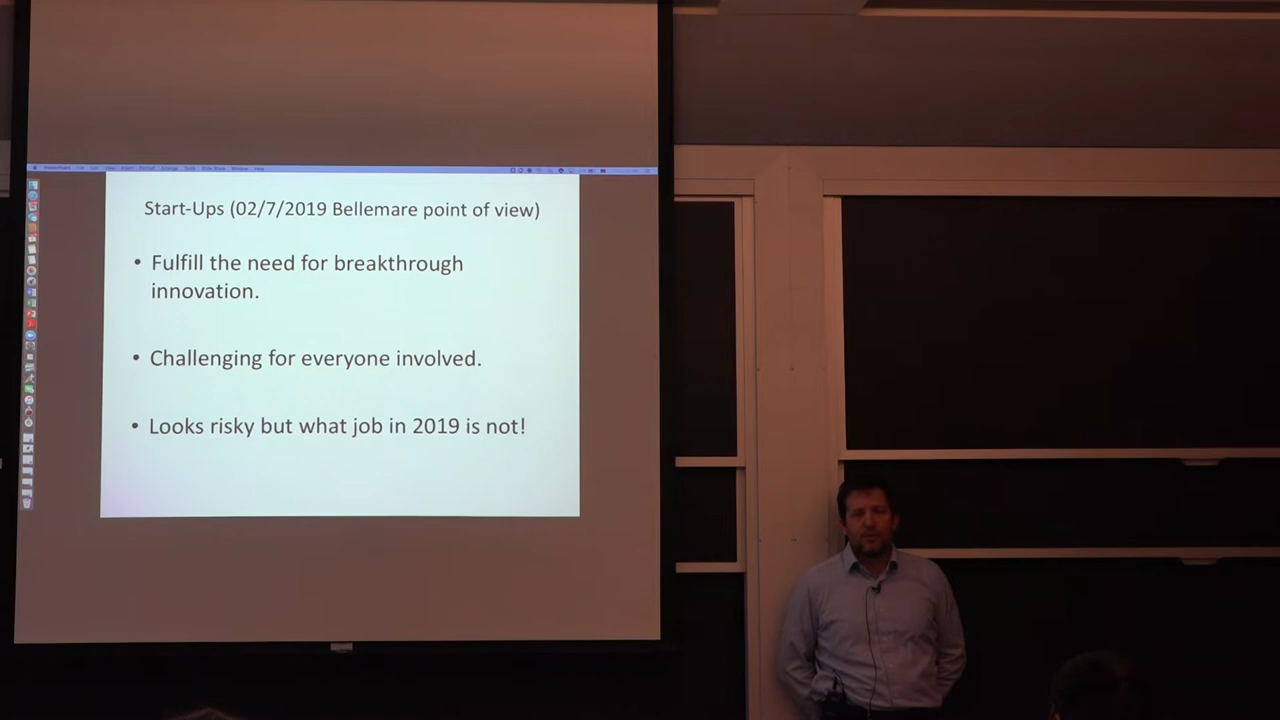 Start-Ups (02/7/2019 Bellemare point of view)
• Fulfill the need for breakthrough
innovation.
• Challenging for everyone involved.
• Looks risky but what job in 2019 is not!